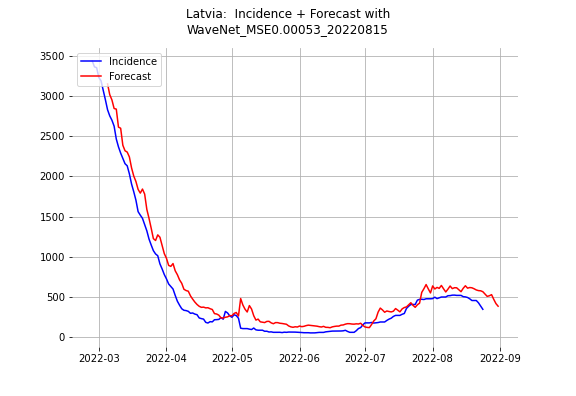 Latvia:  Incidence + Forecast with
WaveNet_MSE0.00053_20220815
Incidence
Forecast
3500
3000
2500
2000
1500
1000
500
0
2022-03 2022-04 2022-05 2022-06 2022-07 2022-08 2022-09